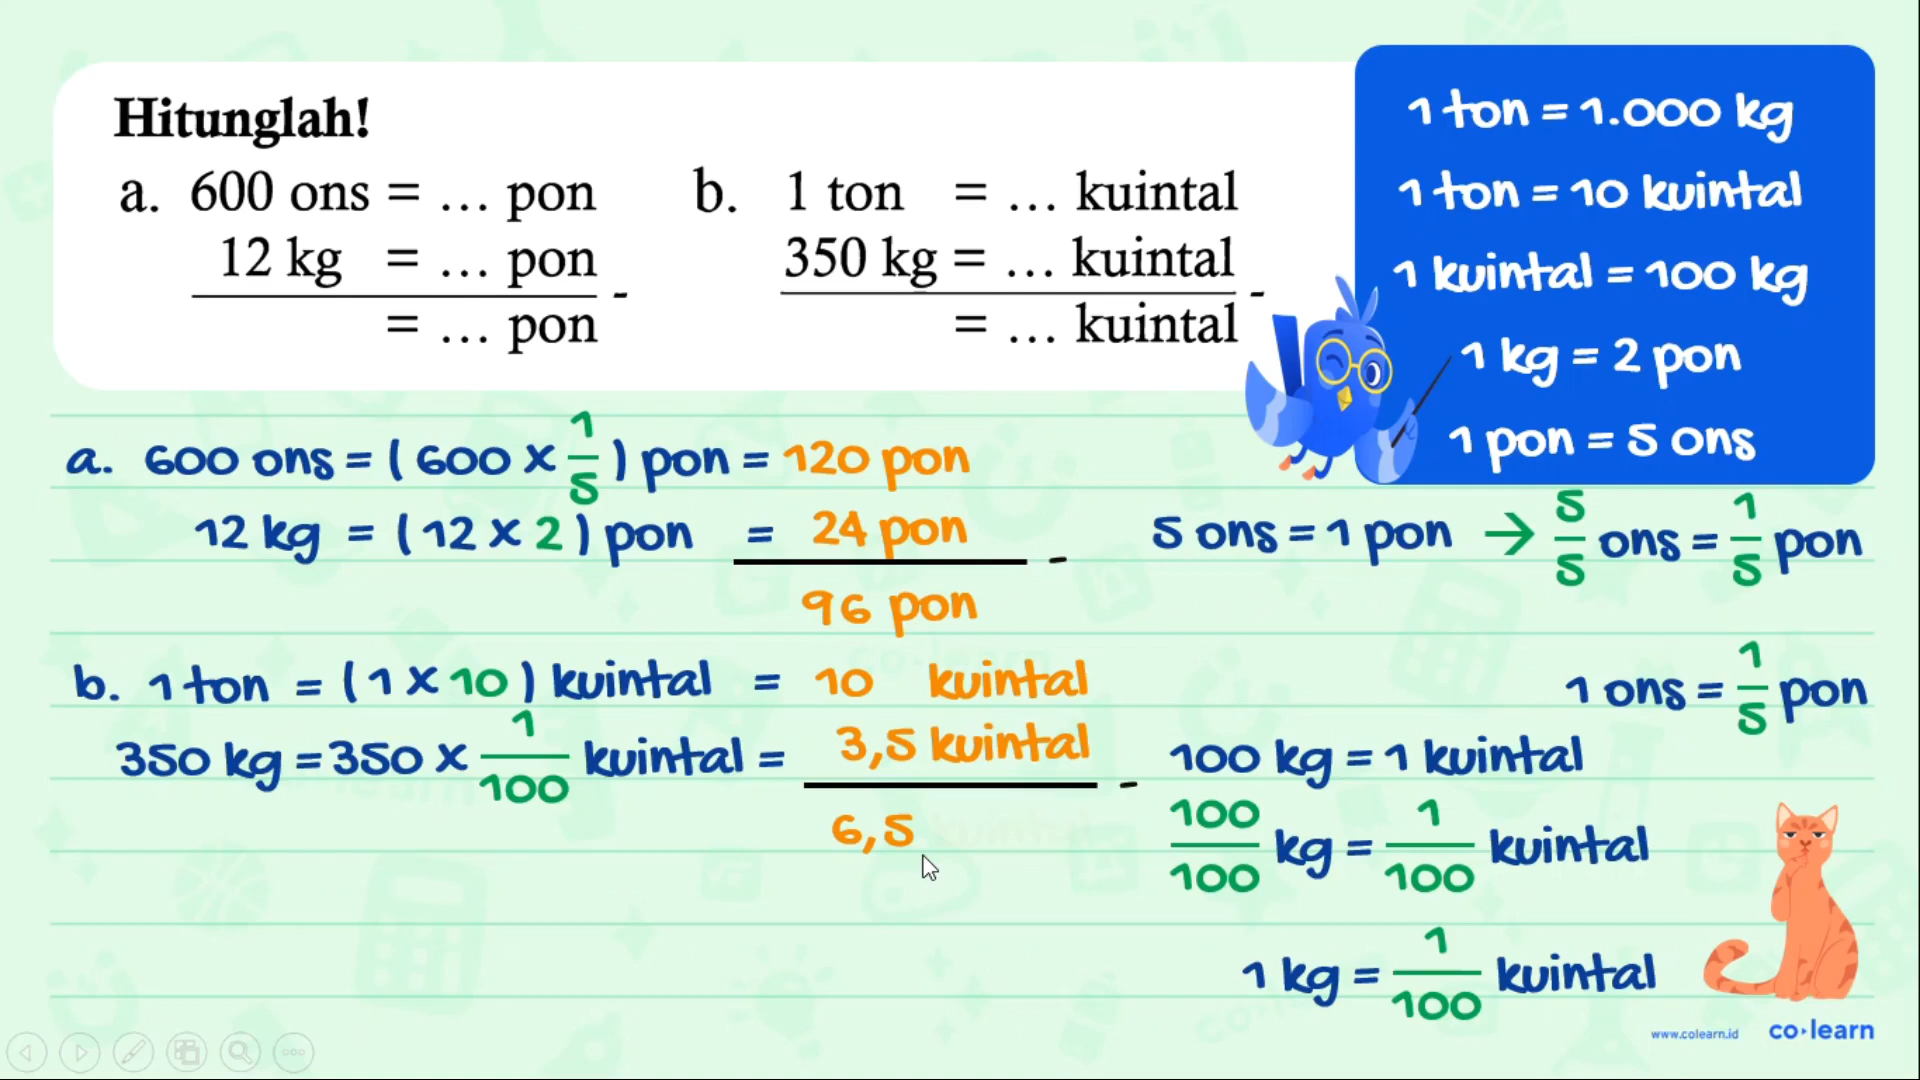 Hitunglah!
a. 600 ons = ... pon
12 kg = ... pon -
= ... pon
b. 1 ton = ... kuintal
350 kg = ... kuintal -
= ... kuintal
1 ton = 1.000 kg
1 ton = 10 kuintal
1 kuintal = 100 kg
1 kg = 2 pon
1 pon = 5 ons
a. 600 ons = (600 x 1/5) pon = 120 pon
12 kg = (12 x 2) pon = 24 pon -
96 pon
5 ons = 1 pon → 5/5 ons = 1/5 pon
1 ons = 1/5 pon
b. 1 ton = (1 x 10) kuintal = 10 kuintal
350 kg = 350 x 1/100 kuintal = 3,5 kuintal -
6,5
100 kg = 1 kuintal
100/100 kg = 1/100 kuintal
1 kg = 1/100 kuintal
www.colearn.id co·learn